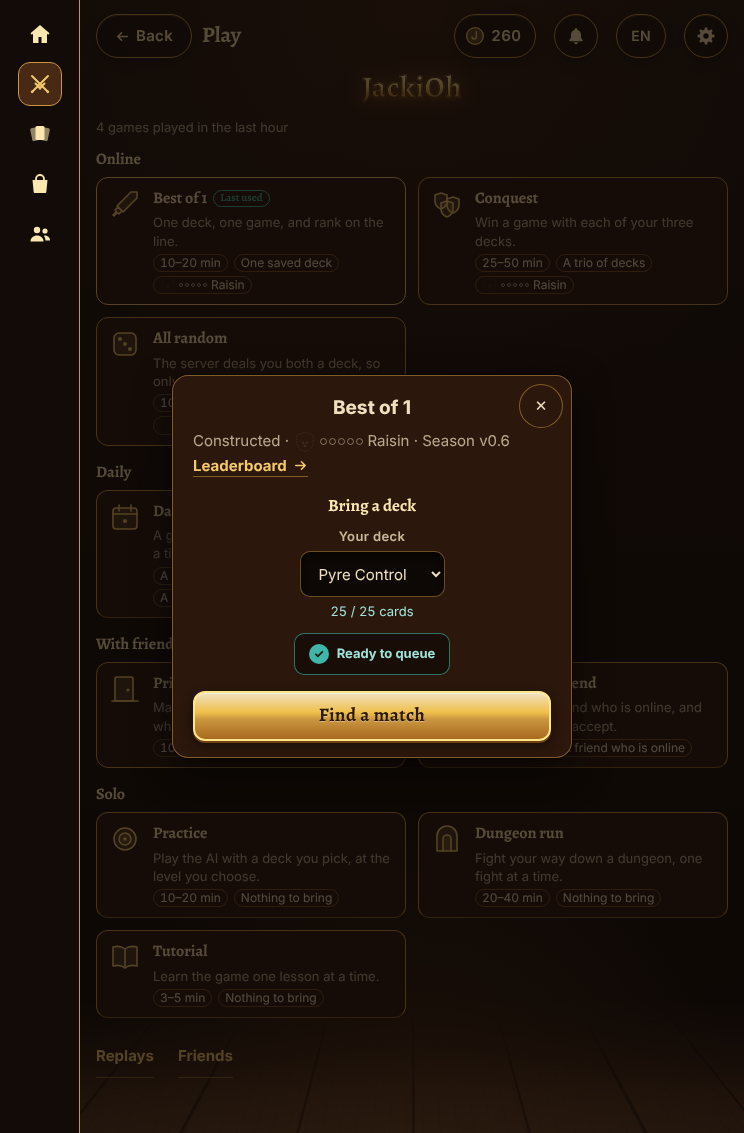 ← Back
Play
J 260
EN
JackiOh
4 games played in the last hour
Online
Best of 1 Last used
One deck, one game, and rank on the
line.
10–20 min One saved deck
Raisin
Conquest
Win a game with each of your three
decks.
25–50 min A trio of decks
Raisin
All random
The server deals you both a deck, so
Best of 1
×
Constructed · Raisin · Season v0.6
Leaderboard →
Bring a deck
Your deck
Pyre Control
25 / 25 cards
Ready to queue
Find a match
Daily
With friend
end
nd who is online, and
accept.
friend who is online
Solo
Practice
Play the AI with a deck you pick, at the
level you choose.
10–20 min Nothing to bring
Dungeon run
Fight your way down a dungeon, one
fight at a time.
20–40 min Nothing to bring
Tutorial
Learn the game one lesson at a time.
3–5 min Nothing to bring
Replays Friends